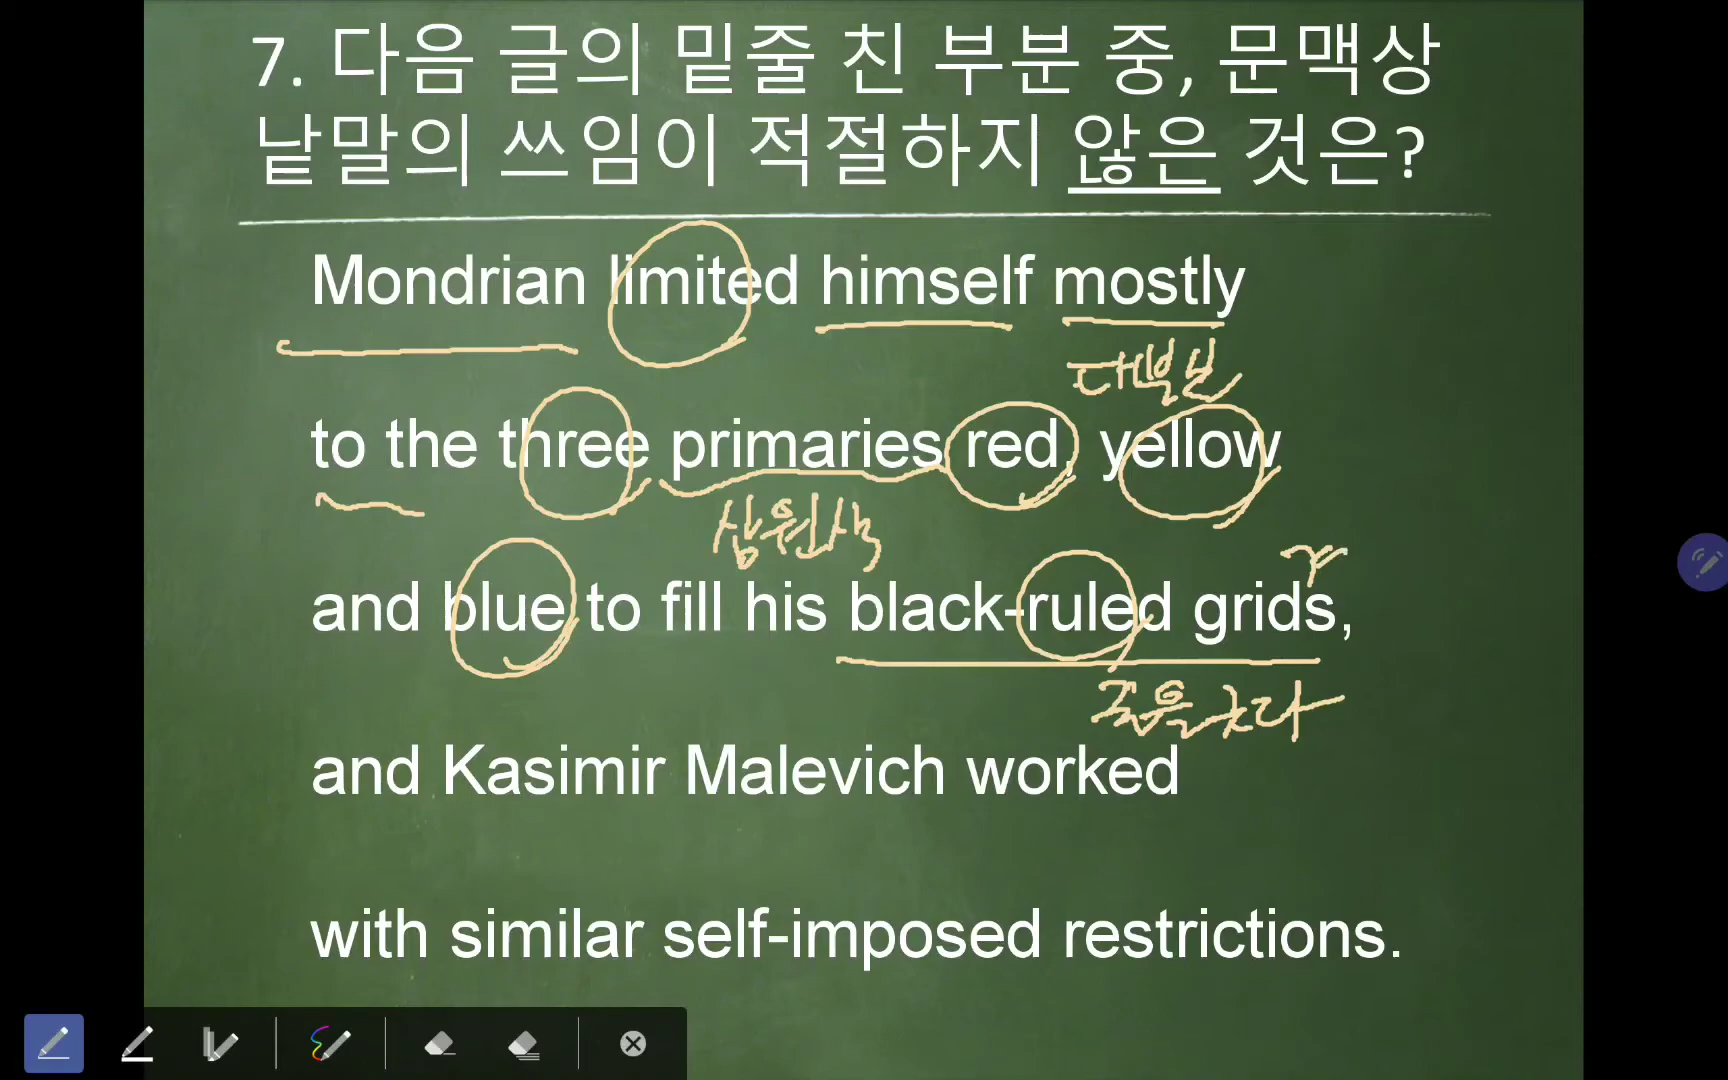 7. 다음 글의 밑줄 친 부분 중, 문맥상
낱말의 쓰임이 적절하지 않은 것은?
Mondrian limited himself mostly
대부분
to the three primaries red, yellow
삼원색
and blue to fill his black-ruled grids,
줄을 긋다
and Kasimir Malevich worked
with similar self-imposed restrictions.